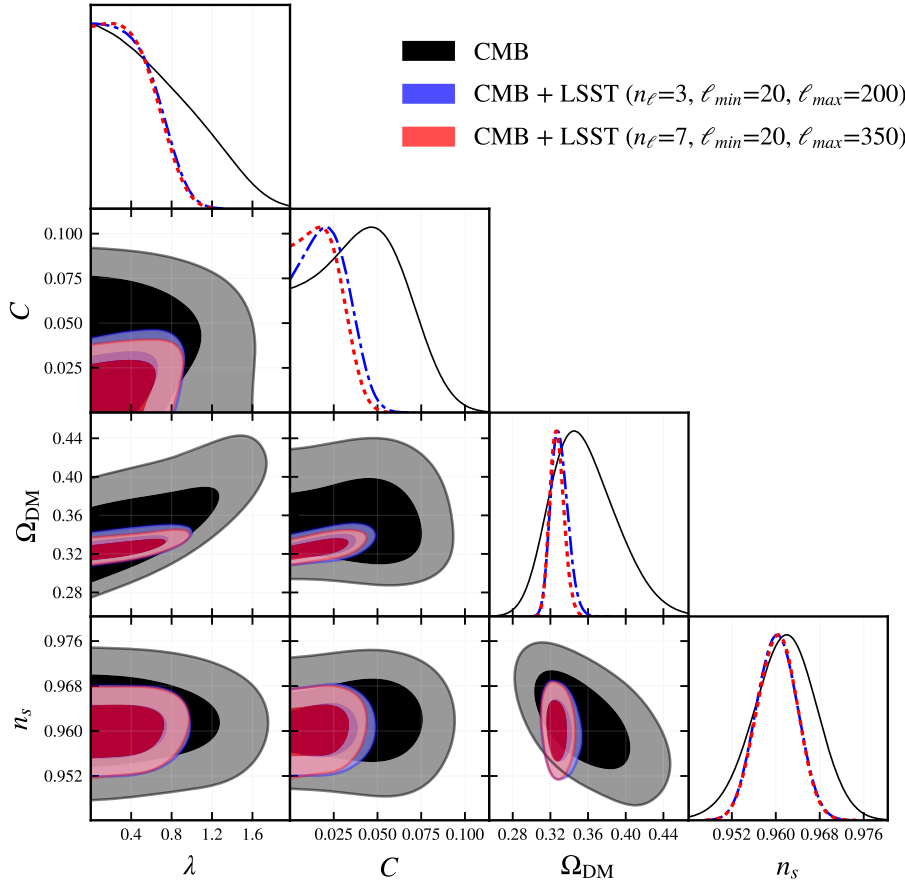 CMB
CMB + LSST (nℓ=3, ℓmin=20, ℓmax=200)
CMB + LSST (nℓ=7, ℓmin=20, ℓmax=350)
0.100
0.075
0.050
0.025
C
0.44
0.40
0.36
0.32
0.28
ΩDM
0.976
0.968
0.960
0.952
ns
0.4 0.8 1.2 1.6
0.025 0.050 0.075 0.100
0.28 0.32 0.36 0.40 0.44
0.952 0.960 0.968 0.976
λ C ΩDM ns